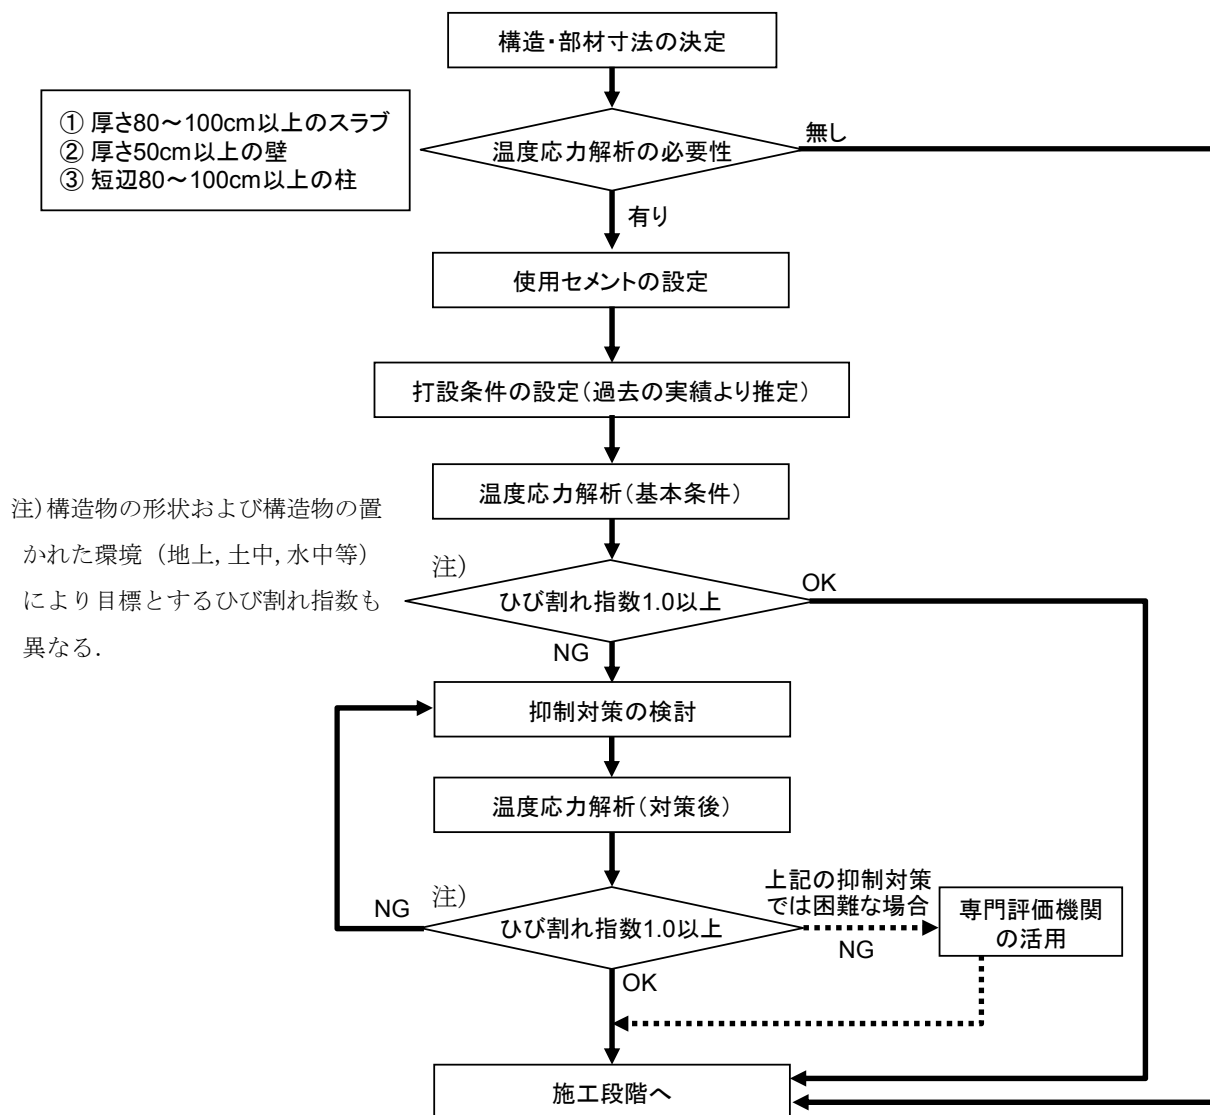 構造・部材寸法の決定
① 厚さ80～100cm以上のスラブ
② 厚さ50cm以上の壁
③ 短辺80～100cm以上の柱
温度応力解析の必要性
無し
有り
使用セメントの設定
打設条件の設定(過去の実績より推定)
温度応力解析(基本条件)
注)構造物の形状および構造物の置
かれた環境（地上, 土中, 水中等）
により目標とするひび割れ指数も
異なる.
注）
ひび割れ指数1.0以上
OK
NG
抑制対策の検討
温度応力解析(対策後)
注）
ひび割れ指数1.0以上
NG
上記の抑制対策
では困難な場合
NG
専門評価機関
の活用
OK
施工段階へ